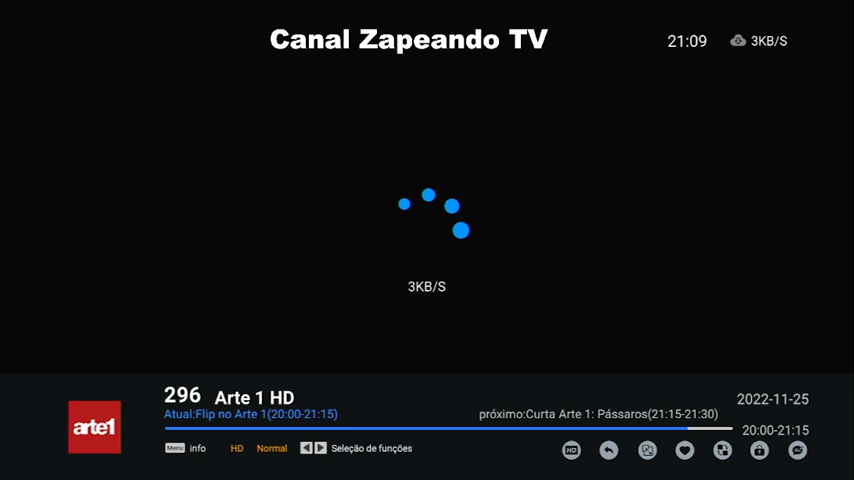 Canal Zapeando TV
21:09
3KB/S
3KB/S
296 Arte 1 HD
2022-11-25
Atual:Flip no Arte 1(20:00-21:15)
próximo:Curta Arte 1: Pássaros(21:15-21:30)
20:00-21:15
arte1
Menu info HD Normal Seleção de funções
HD